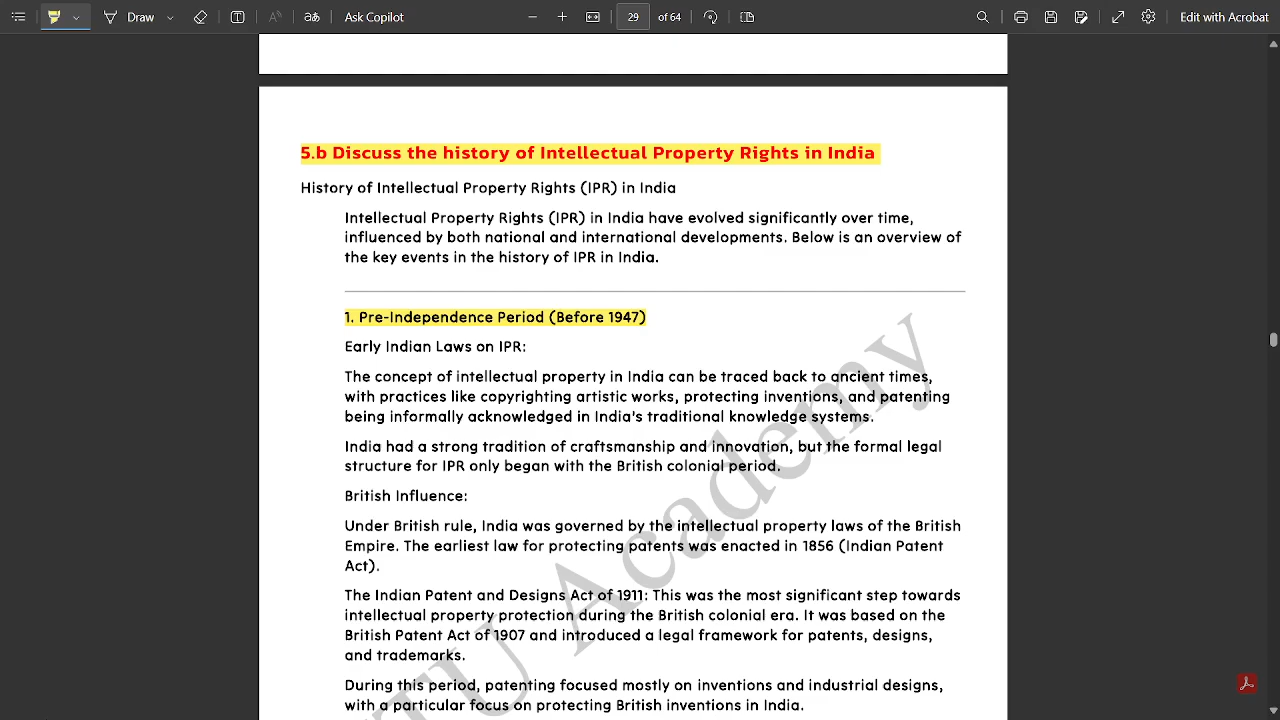 Draw
Ask Copilot
29
of 64
Edit with Acrobat
5.b Discuss the history of Intellectual Property Rights in India
History of Intellectual Property Rights (IPR) in India
Intellectual Property Rights (IPR) in India have evolved significantly over time,
influenced by both national and international developments. Below is an overview of
the key events in the history of IPR in India.
1. Pre-Independence Period (Before 1947)
Early Indian Laws on IPR:
The concept of intellectual property in India can be traced back to ancient times,
with practices like copyrighting artistic works, protecting inventions, and patenting
being informally acknowledged in India's traditional knowledge systems.
India had a strong tradition of craftsmanship and innovation, but the formal legal
structure for IPR only began with the British colonial period.
British Influence:
Under British rule, India was governed by the intellectual property laws of the British
Empire. The earliest law for protecting patents was enacted in 1856 (Indian Patent
Act).
The Indian Patent and Designs Act of 1911: This was the most significant step towards
intellectual property protection during the British colonial era. It was based on the
British Patent Act of 1907 and introduced a legal framework for patents, designs,
and trademarks.
During this period, patenting focused mostly on inventions and industrial designs,
with a particular focus on protecting British inventions in India.
TU Academy